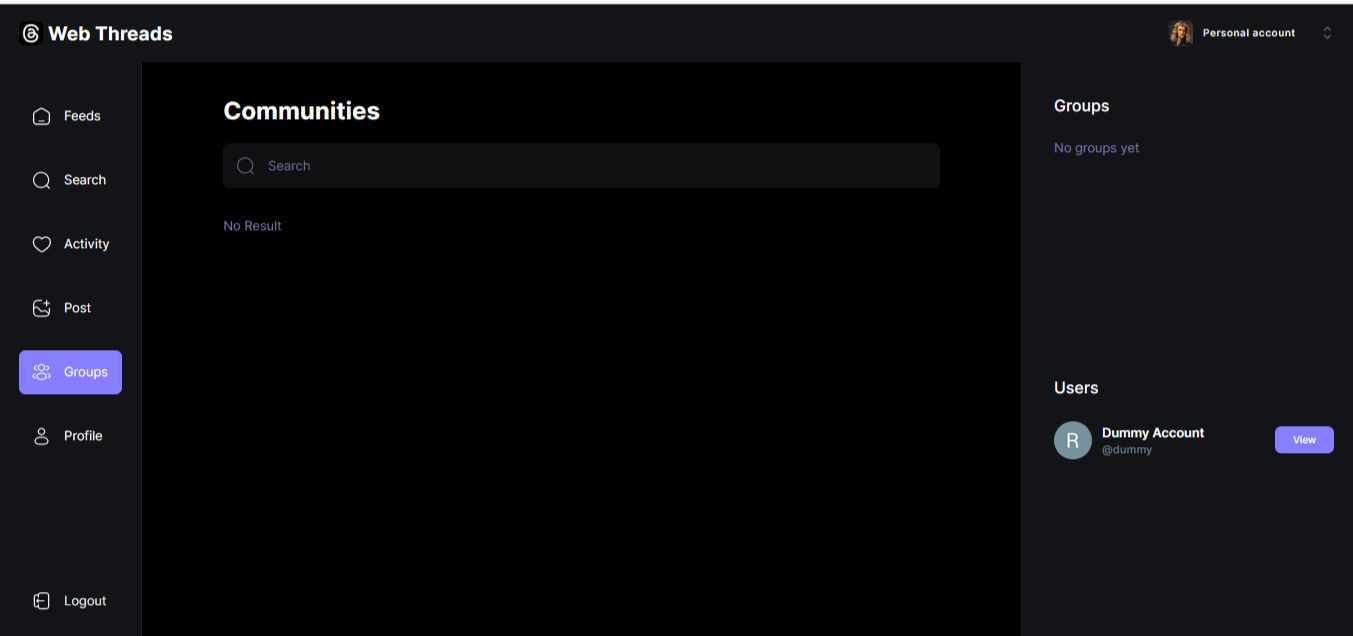 Web Threads
Personal account
Feeds
Search
Activity
Post
Groups
Profile
Logout
Communities
Search
No Result
Groups
No groups yet
Users
R
Dummy Account
@dummy
View